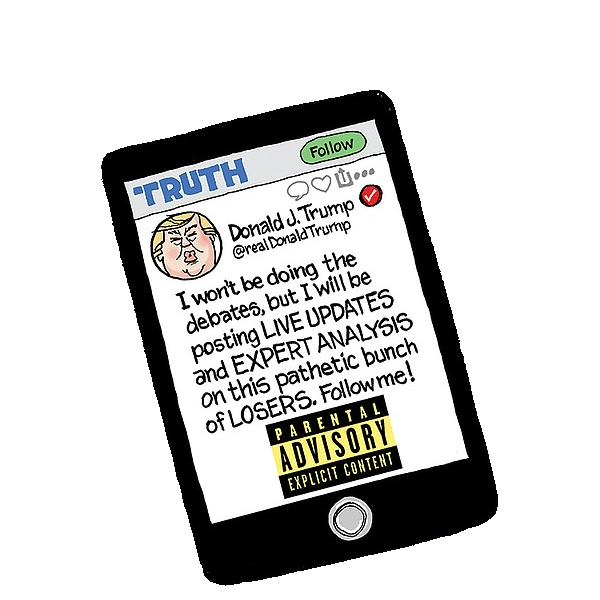 TRUTH
Follow
Donald J. Trump
@realDonaldTrump
I won't be doing the
debates, but I will be
posting LIVE UPDATES
and EXPERT ANALYSIS
on this pathetic bunch
of LOSERS. Follow me!
PARENTAL
ADVISORY
EXPLICIT CONTENT